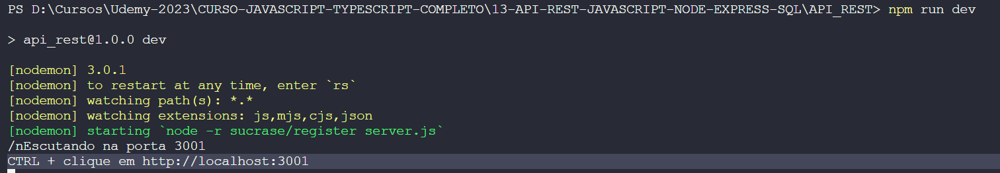 PS D:\Cursos\Udemy-2023\CURSO-JAVASCRIPT-TYPESCRIPT-COMPLETO\13-API-REST-JAVASCRIPT-NODE-EXPRESS-SQL\API_REST> npm run dev
> api_rest@1.0.0 dev
[nodemon] 3.0.1
[nodemon] to restart at any time, enter `rs`
[nodemon] watching path(s): *.*
[nodemon] watching extensions: js,mjs,cjs,json
[nodemon] starting `node -r sucrase/register server.js`
/nEscutando na porta 3001
CTRL + clique em http://localhost:3001